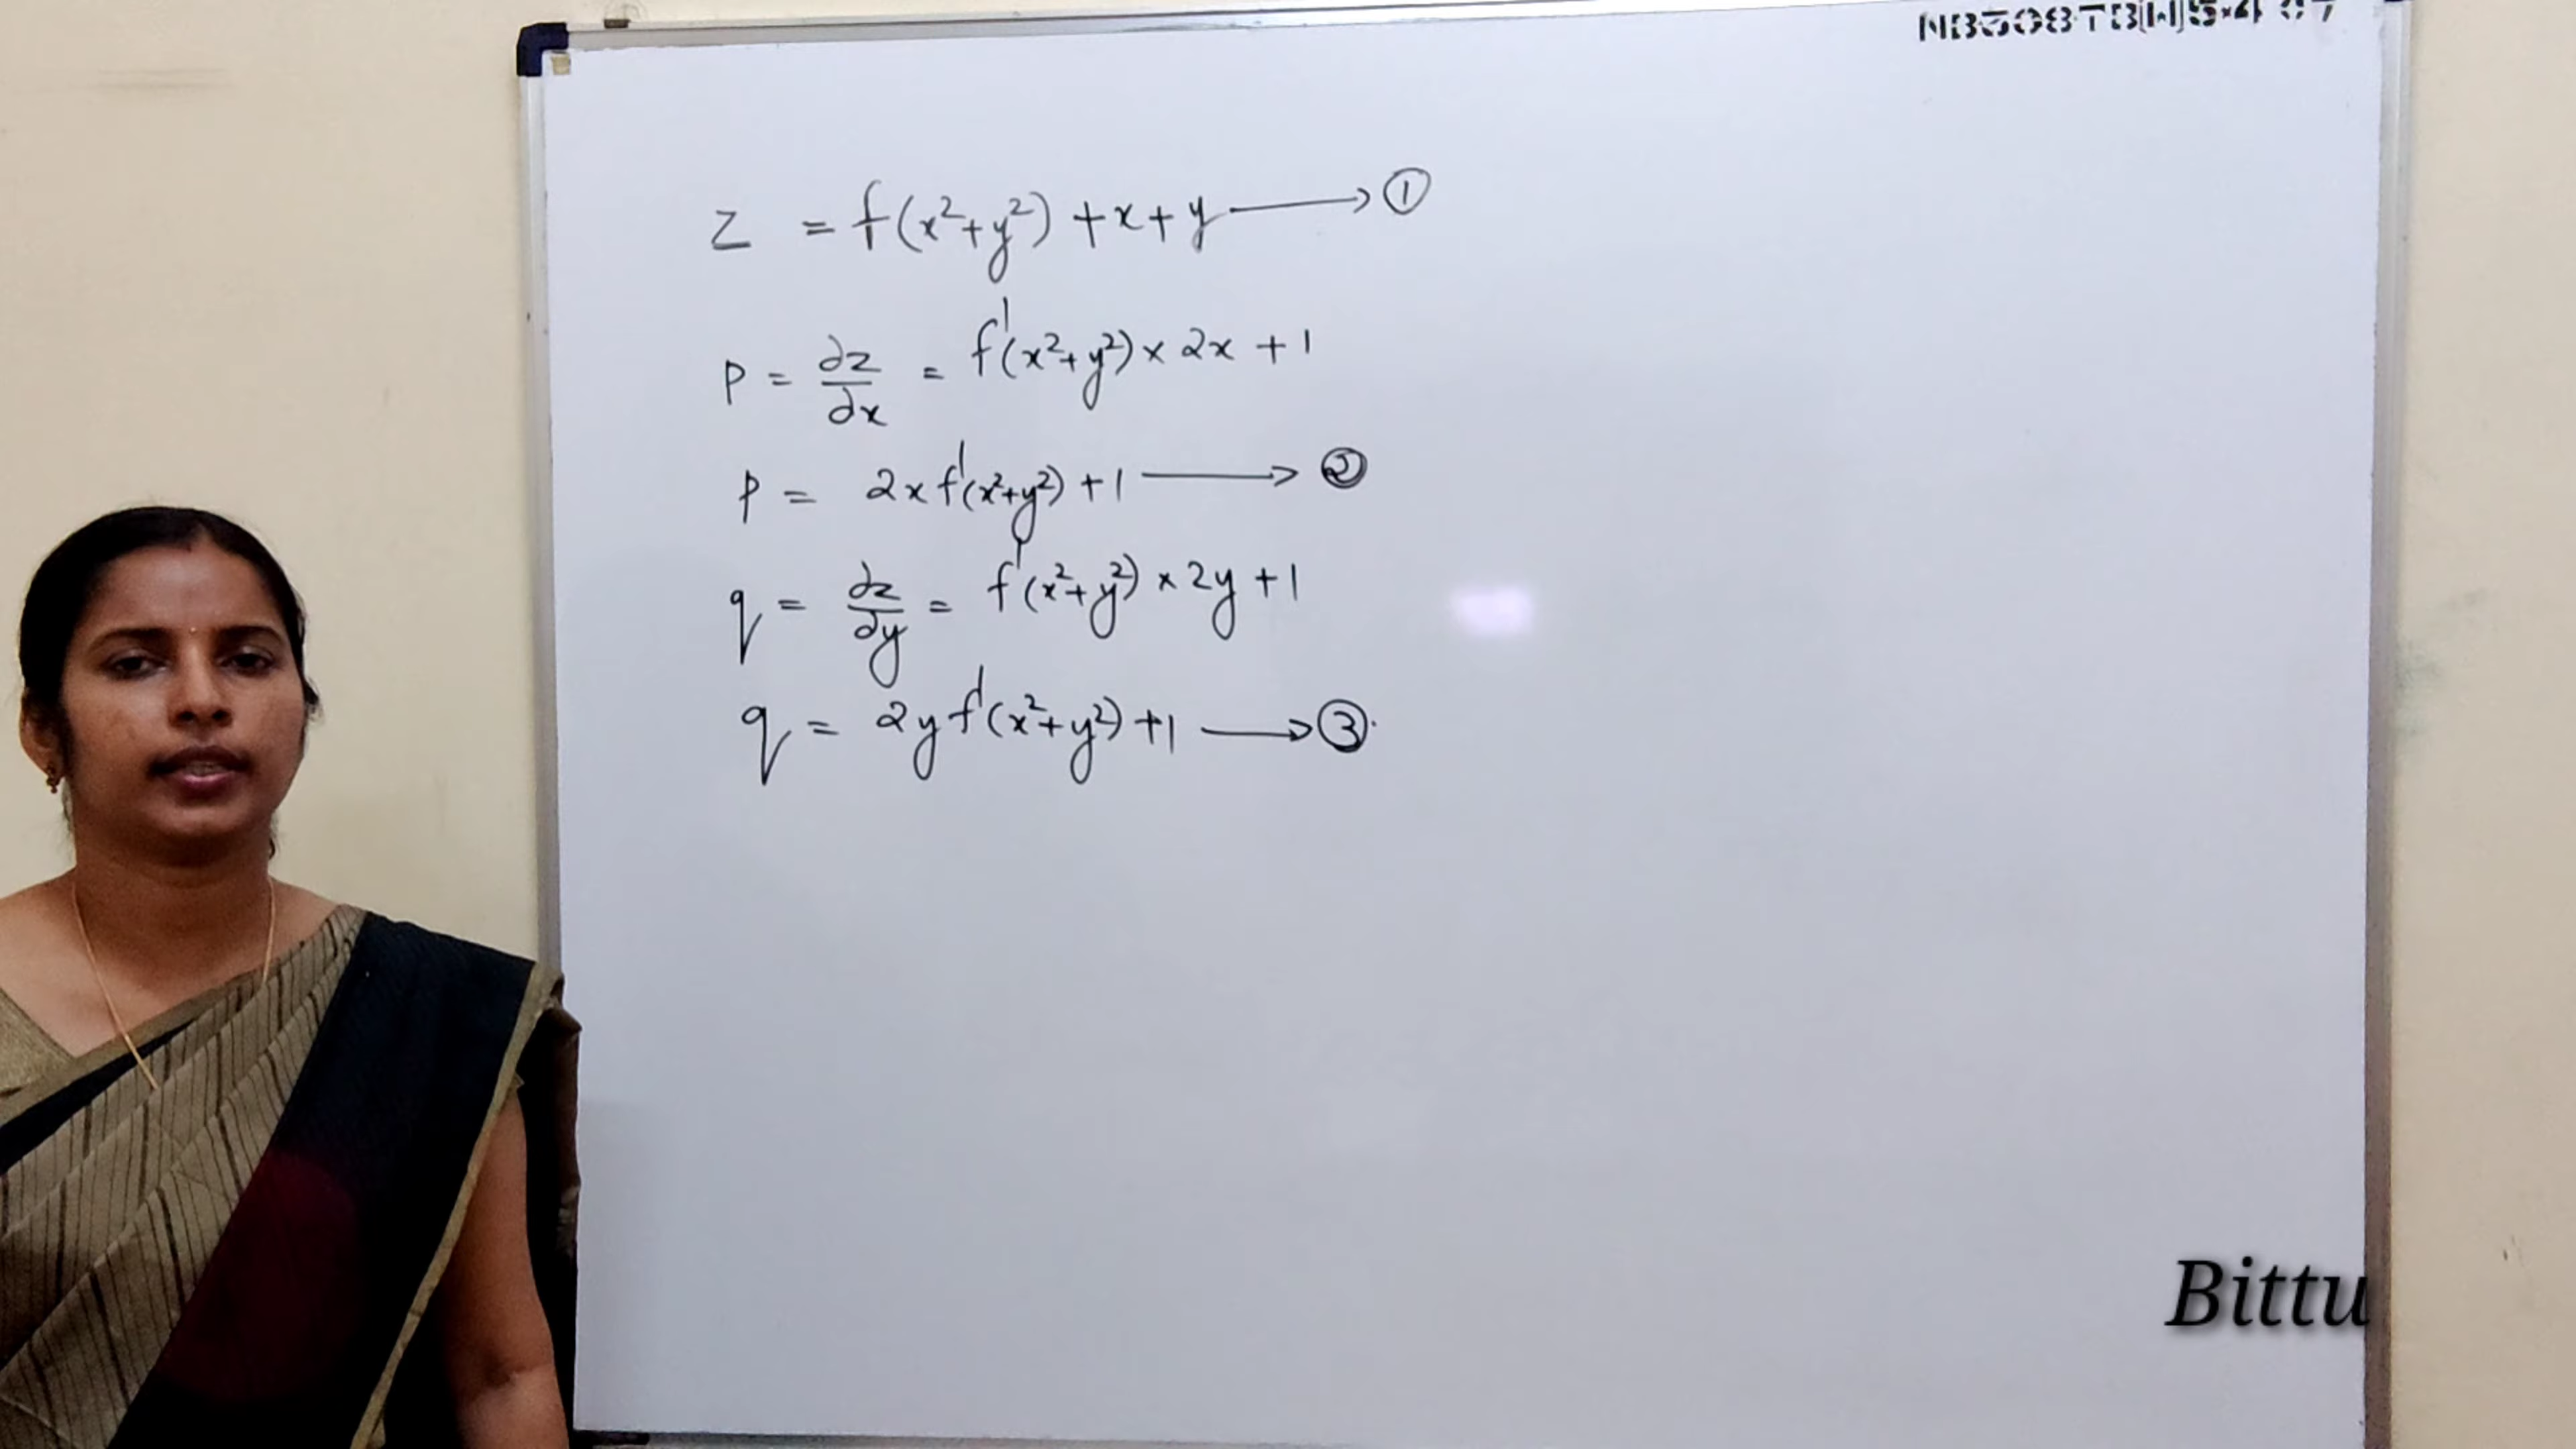 z = f(x²+y²) + x + y ⟶ ①
p = ∂z/∂x = f'(x²+y²) × 2x + 1
p = 2x f'(x²+y²) + 1 ⟶ ②
q = ∂z/∂y = f'(x²+y²) × 2y + 1
q = 2y f'(x²+y²) + 1 ⟶ ③.
Bittu